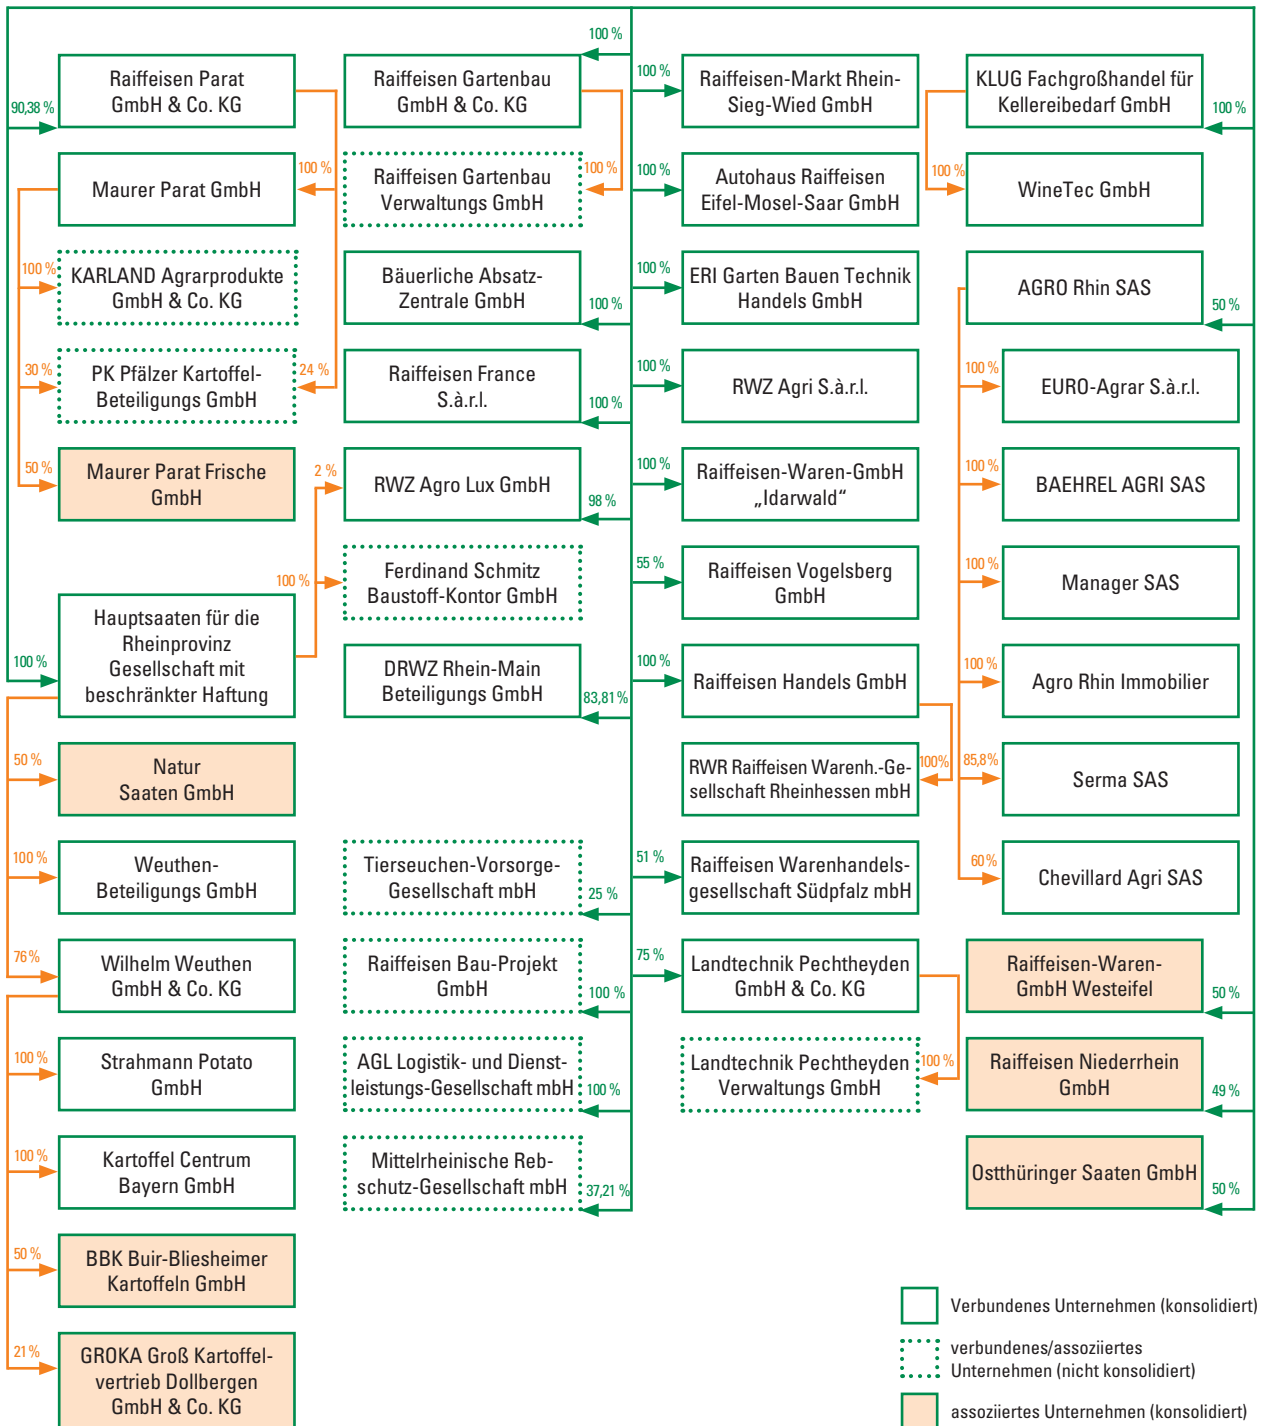 100 %
Raiffeisen Parat
GmbH & Co. KG
90,38 %
Maurer Parat GmbH
100 %
KARLAND Agrarprodukte
GmbH & Co. KG
100 %
PK Pfälzer Kartoffel-
Beteiligungs GmbH
30 %
24 %
Maurer Parat Frische
GmbH
50 %
Hauptsaaten für die
Rheinprovinz
Gesellschaft mit
beschränkter Haftung
100 %
Natur
Saaten GmbH
50 %
Weuthen-
Beteiligungs GmbH
100 %
Wilhelm Weuthen
GmbH & Co. KG
76 %
Strahmann Potato
GmbH
100 %
Kartoffel Centrum
Bayern GmbH
100 %
BBK Buir-Bliesheimer
Kartoffeln GmbH
50 %
GROKA Groß Kartoffel-
vertrieb Dollbergen
GmbH & Co. KG
21 %
Raiffeisen Gartenbau
GmbH & Co. KG
Raiffeisen Gartenbau
Verwaltungs GmbH
100 %
Bäuerliche Absatz-
Zentrale GmbH
100 %
Raiffeisen France
S.à.r.l.
100 %
RWZ Agro Lux GmbH
2 %
98 %
Ferdinand Schmitz
Baustoff-Kontor GmbH
100 %
DRWZ Rhein-Main
Beteiligungs GmbH
83,81 %
Tierseuchen-Vorsorge-
Gesellschaft mbH
25 %
Raiffeisen Bau-Projekt
GmbH
100 %
AGL Logistik- und Dienst-
leistungs-Gesellschaft mbH
100 %
Mittelrheinische Reb-
schutz-Gesellschaft mbH
37,21 %
Raiffeisen-Markt Rhein-
Sieg-Wied GmbH
100 %
Autohaus Raiffeisen
Eifel-Mosel-Saar GmbH
100 %
ERI Garten Bauen Technik
Handels GmbH
100 %
RWZ Agri S.à.r.l.
100 %
Raiffeisen-Waren-GmbH
„Idarwald“
100 %
Raiffeisen Vogelsberg
GmbH
55 %
Raiffeisen Handels GmbH
100 %
RWR Raiffeisen Warenh.-Ge-
sellschaft Rheinhessen mbH
100%
Raiffeisen Warenhandels-
gesellschaft Südpfalz mbH
51 %
Landtechnik Pechtheyden
GmbH & Co. KG
75 %
Landtechnik Pechtheyden
Verwaltungs GmbH
100 %
KLUG Fachgroßhandel für
Kellereibedarf GmbH
100 %
WineTec GmbH
100 %
AGRO Rhin SAS
50 %
EURO-Agrar S.à.r.l.
100 %
BAEHREL AGRI SAS
100 %
Manager SAS
100 %
Agro Rhin Immobilier
100 %
Serma SAS
85,8%
Chevillard Agri SAS
60 %
Raiffeisen-Waren-
GmbH Westeifel
50 %
Raiffeisen Niederrhein
GmbH
49 %
Ostthüringer Saaten GmbH
50 %
Verbundenes Unternehmen (konsolidiert)
verbundenes/assoziiertes
Unternehmen (nicht konsolidiert)
assoziiertes Unternehmen (konsolidiert)